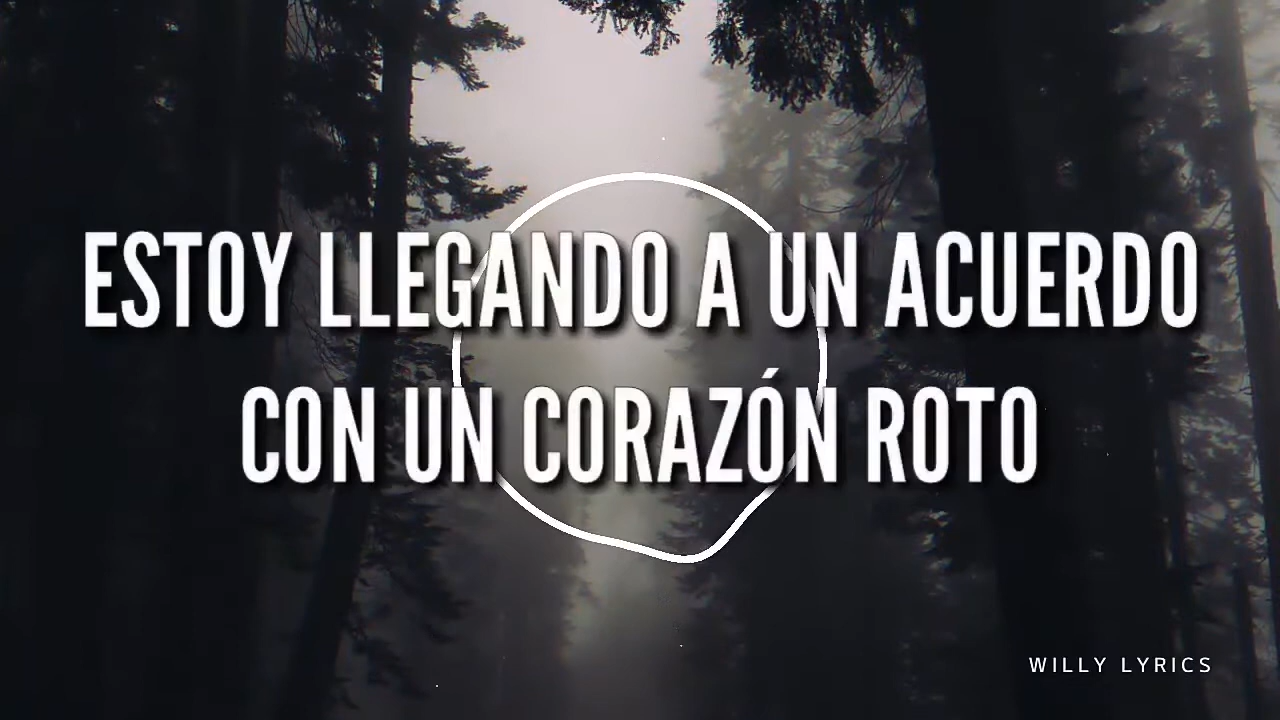 ESTOY LLEGANDO A UN ACUERDO
CON UN CORAZÓN ROTO
WILLY LYRICS